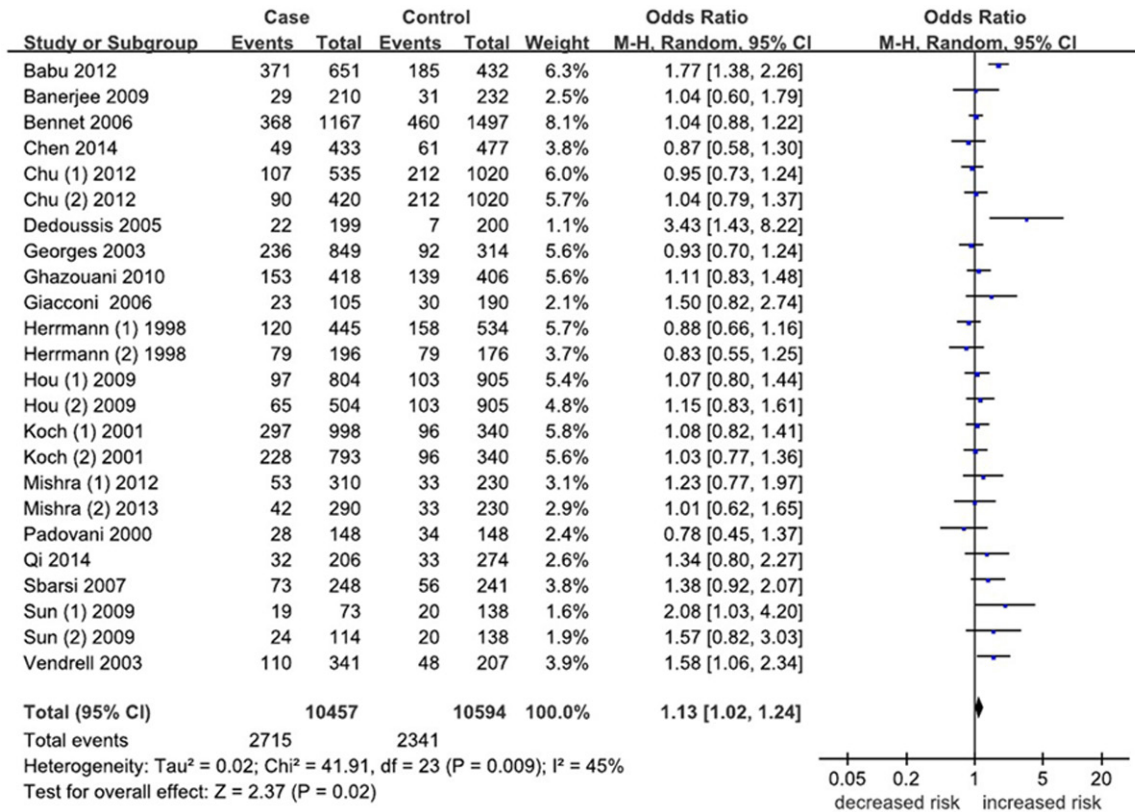 Case Control Odds Ratio Odds Ratio
Study or Subgroup Events Total Events Total Weight M-H, Random, 95% CI M-H, Random, 95% CI
Babu 2012 371 651 185 432 6.3% 1.77 [1.38, 2.26]
Banerjee 2009 29 210 31 232 2.5% 1.04 [0.60, 1.79]
Bennet 2006 368 1167 460 1497 8.1% 1.04 [0.88, 1.22]
Chen 2014 49 433 61 477 3.8% 0.87 [0.58, 1.30]
Chu (1) 2012 107 535 212 1020 6.0% 0.95 [0.73, 1.24]
Chu (2) 2012 90 420 212 1020 5.7% 1.04 [0.79, 1.37]
Dedoussis 2005 22 199 7 200 1.1% 3.43 [1.43, 8.22]
Georges 2003 236 849 92 314 5.6% 0.93 [0.70, 1.24]
Ghazouani 2010 153 418 139 406 5.6% 1.11 [0.83, 1.48]
Giacconi 2006 23 105 30 190 2.1% 1.50 [0.82, 2.74]
Herrmann (1) 1998 120 445 158 534 5.7% 0.88 [0.66, 1.16]
Herrmann (2) 1998 79 196 79 176 3.7% 0.83 [0.55, 1.25]
Hou (1) 2009 97 804 103 905 5.4% 1.07 [0.80, 1.44]
Hou (2) 2009 65 504 103 905 4.8% 1.15 [0.83, 1.61]
Koch (1) 2001 297 998 96 340 5.8% 1.08 [0.82, 1.41]
Koch (2) 2001 228 793 96 340 5.6% 1.03 [0.77, 1.36]
Mishra (1) 2012 53 310 33 230 3.1% 1.23 [0.77, 1.97]
Mishra (2) 2013 42 290 33 230 2.9% 1.01 [0.62, 1.65]
Padovani 2000 28 148 34 148 2.4% 0.78 [0.45, 1.37]
Qi 2014 32 206 33 274 2.6% 1.34 [0.80, 2.27]
Sbarsi 2007 73 248 56 241 3.8% 1.38 [0.92, 2.07]
Sun (1) 2009 19 73 20 138 1.6% 2.08 [1.03, 4.20]
Sun (2) 2009 24 114 20 138 1.9% 1.57 [0.82, 3.03]
Vendrell 2003 110 341 48 207 3.9% 1.58 [1.06, 2.34]
Total (95% CI) 10457 10594 100.0% 1.13 [1.02, 1.24]
Total events 2715 2341
Heterogeneity: Tau² = 0.02; Chi² = 41.91, df = 23 (P = 0.009); I² = 45%
Test for overall effect: Z = 2.37 (P = 0.02)
0.05 0.2 1 5 20
decreased risk increased risk